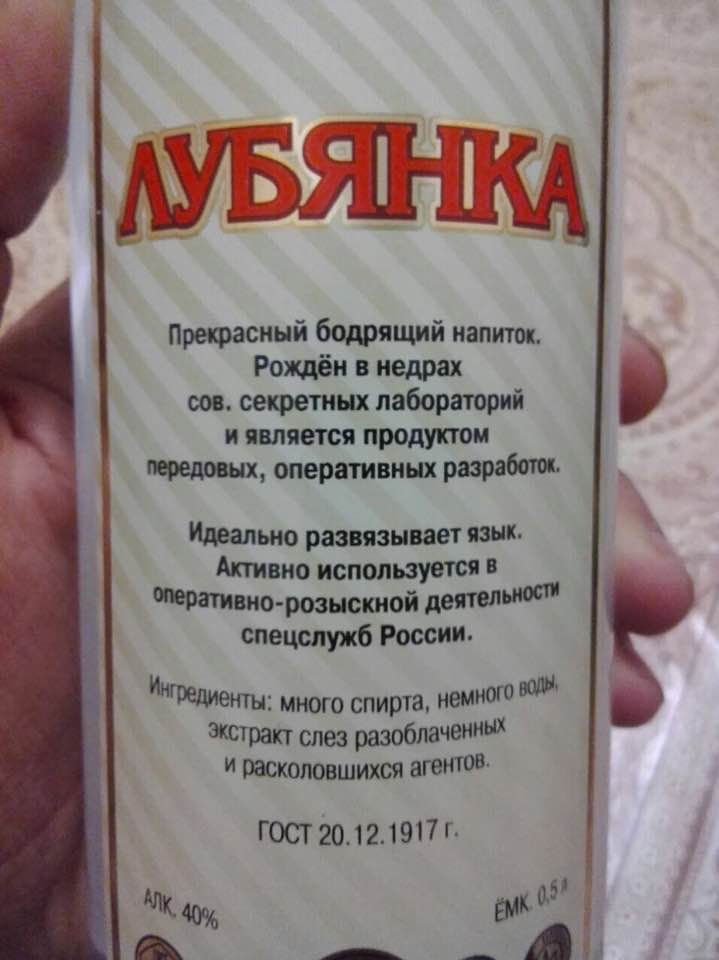 ЛУБЯНКА
Прекрасный бодрящий напиток.
Рождён в недрах
сов. секретных лабораторий
и является продуктом
передовых, оперативных разработок.
Идеально развязывает язык.
Активно используется в
оперативно-розыскной деятельности
спецслужб России.
Ингредиенты: много спирта, немного воды,
экстракт слез разоблаченных
и расколовшихся агентов.
ГОСТ 20.12.1917 г.
АЛК. 40%
ЁМК. 0,5 л